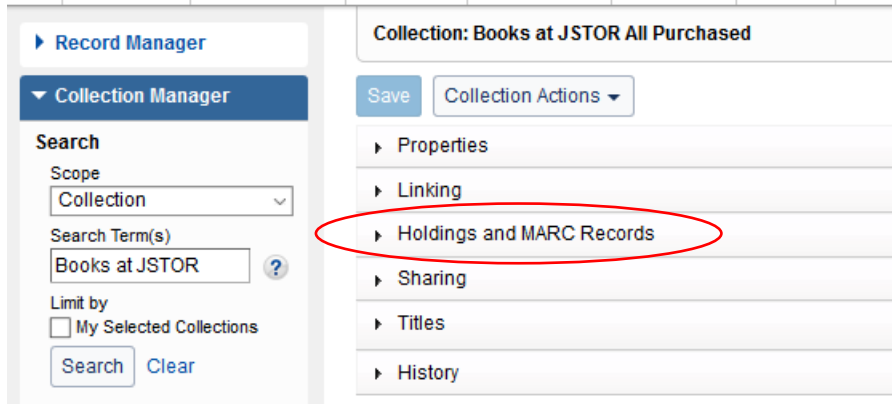 Record Manager
Collection Manager
Search
Scope
Collection
Search Term(s)
Books at JSTOR
?
Limit by
My Selected Collections
Search Clear
Collection: Books at JSTOR All Purchased
Save Collection Actions
Properties
Linking
Holdings and MARC Records
Sharing
Titles
History